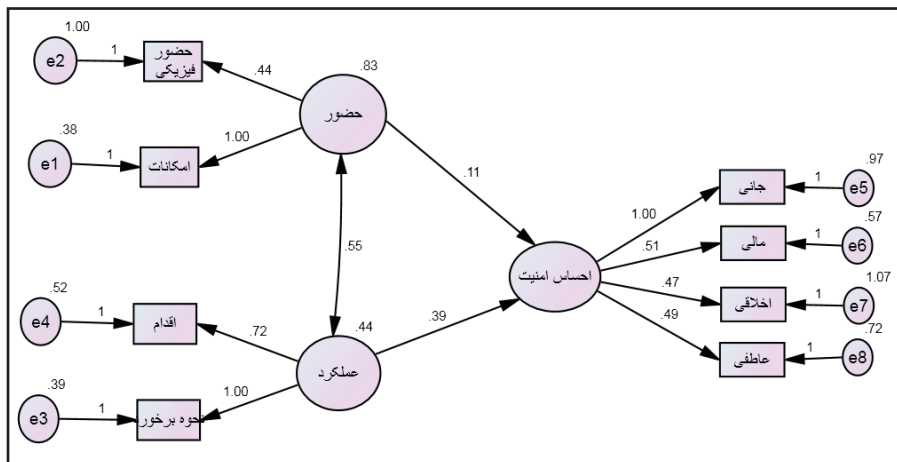 1.00
e2
1
حضور
فیزیکی
.44
.83
حضور
.38
e1
1
امکانات
1.00
.11
.55
.52
e4
1
اقدام
.72
.44
عملکرد
.39
.39
e3
1
نحوه برخور
1.00
احساس امنیت
1.00
جانی
1
.97
e5
.51
مالی
1
.57
e6
.47
اخلاقی
1
1.07
e7
.49
عاطفی
1
.72
e8